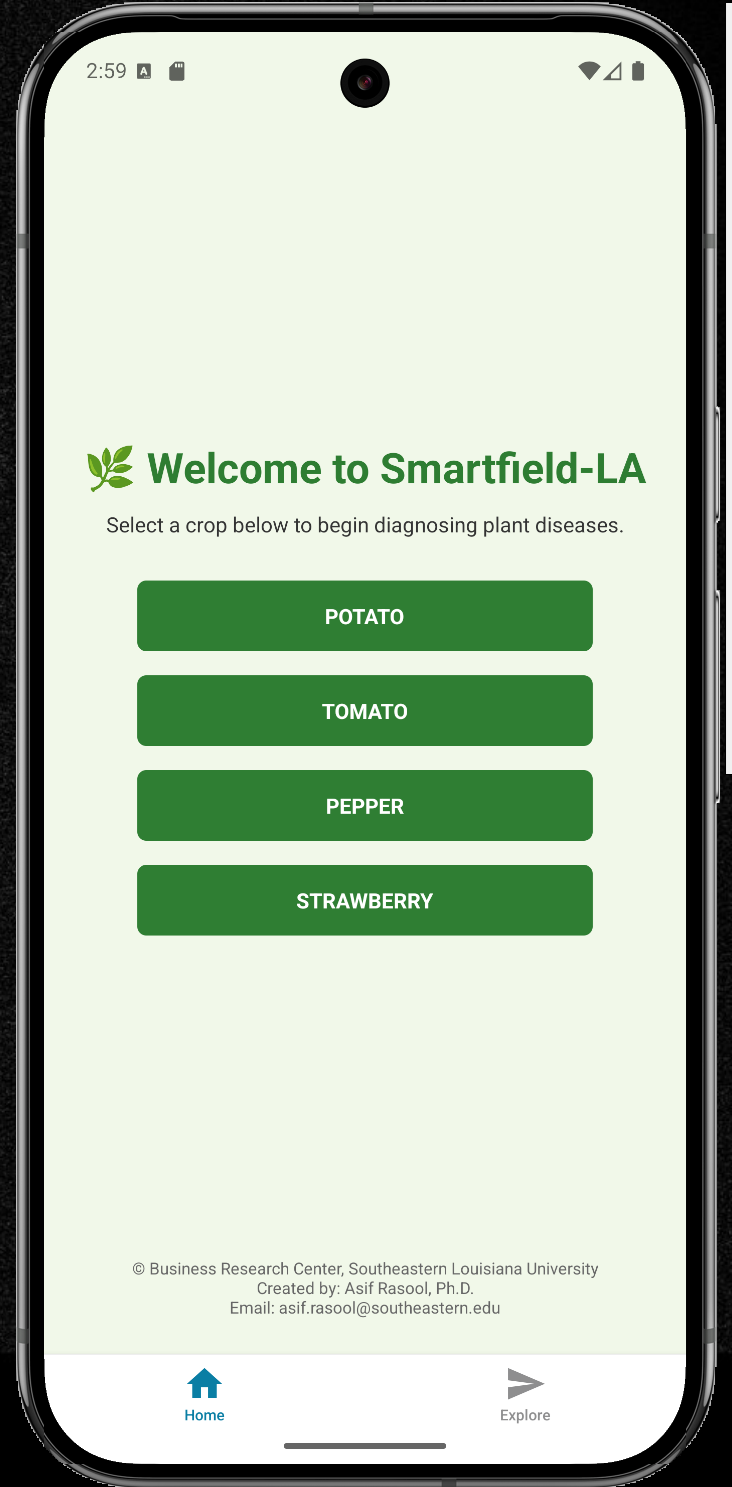 2:59
🌿 Welcome to Smartfield-LA
Select a crop below to begin diagnosing plant diseases.
POTATO
TOMATO
PEPPER
STRAWBERRY
© Business Research Center, Southeastern Louisiana University
Created by: Asif Rasool, Ph.D.
Email: asif.rasool@southeastern.edu
Home Explore